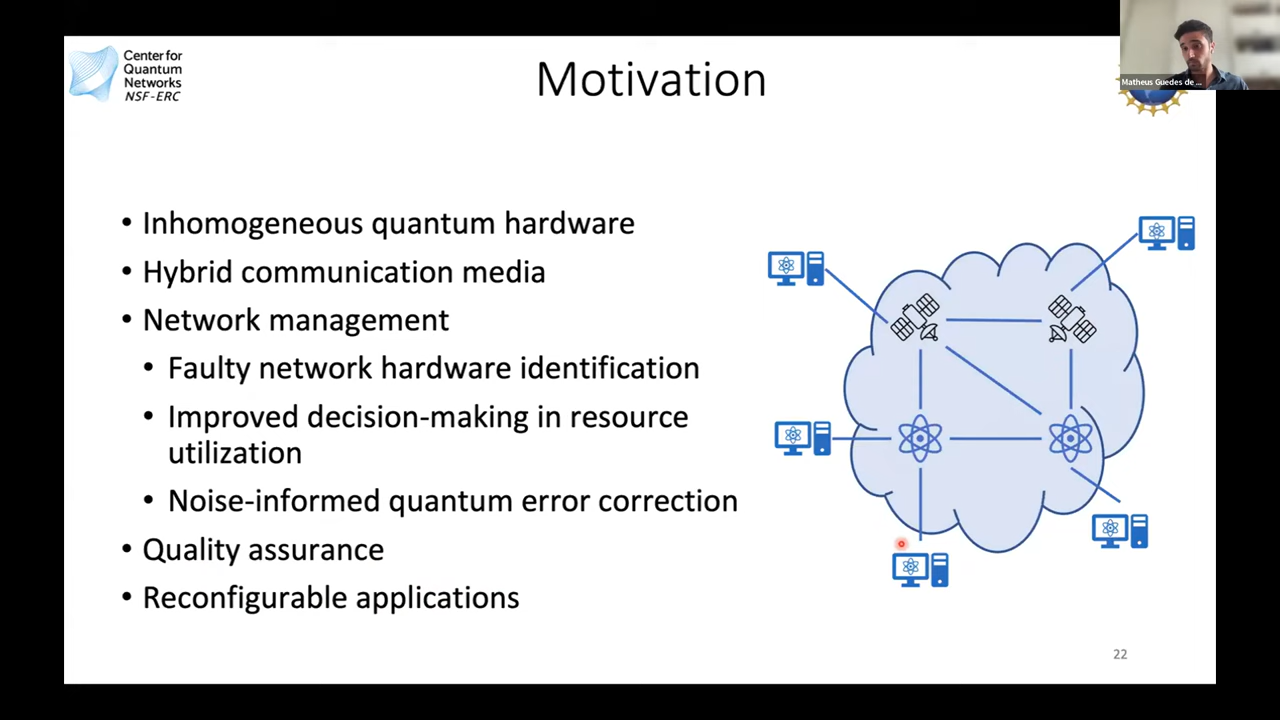 Center for
Quantum
Networks
NSF-ERC
Motivation
Matheus Guedes de ...
• Inhomogeneous quantum hardware
• Hybrid communication media
• Network management
• Faulty network hardware identification
• Improved decision-making in resource
utilization
• Noise-informed quantum error correction
• Quality assurance
• Reconfigurable applications
22